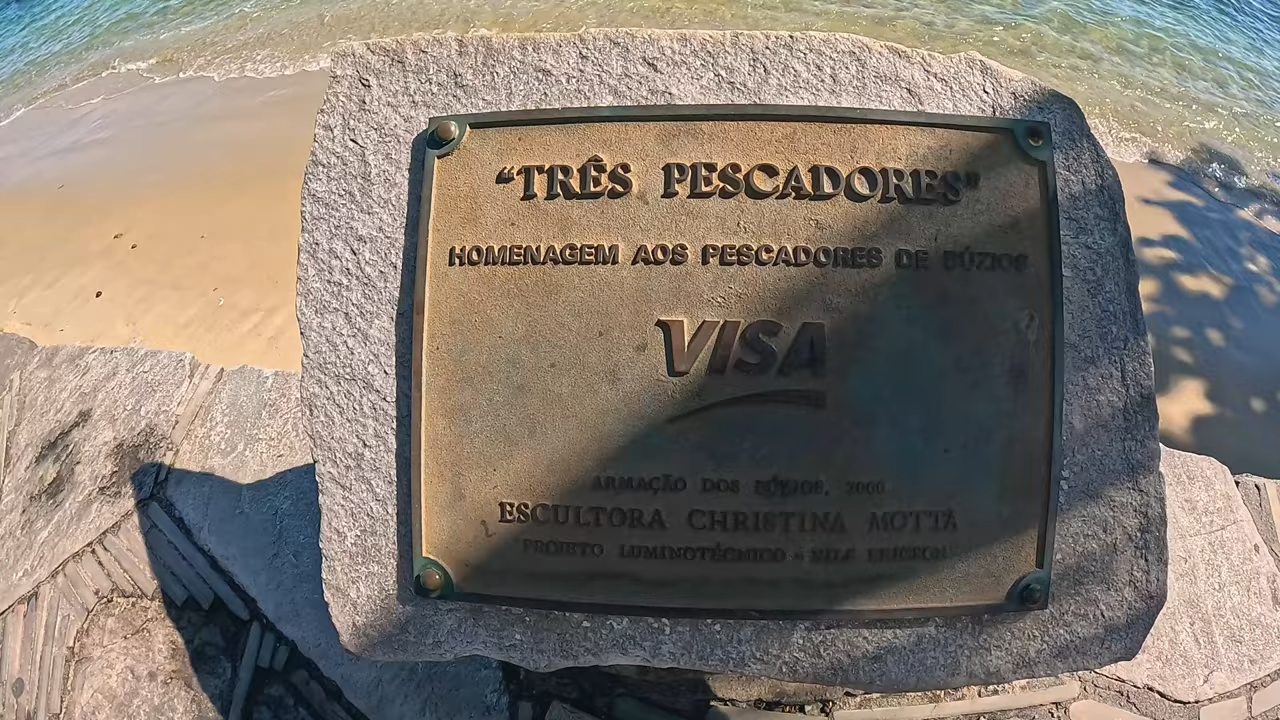 “TRÊS PESCADORES”
HOMENAGEM AOS PESCADORES DE BÚZIOS
VISA
ARMAÇÃO DOS BÚZIOS, 2000
ESCULTORA CHRISTINA MOTTA
PROJETO LUMINOTÉCNICO -